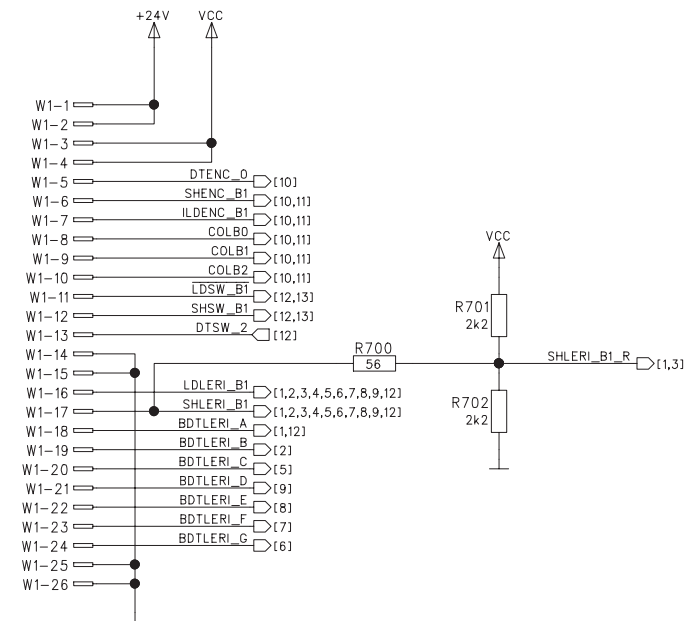 +24V VCC
W1-1
W1-2
W1-3
W1-4
W1-5 DTENC_0 [10]
W1-6 SHENC_B1 [10,11]
W1-7 ILDENC_B1 [10,11]
W1-8 COLB0 [10,11]
W1-9 COLB1 [10,11]
VCC
W1-10 COLB2 [10,11]
W1-11 LDSW_B1 [12,13]
R701
W1-12 SHSW_B1 [12,13]
2k2
W1-13 DTSW_2 [12]
W1-14
R700
SHLERI_B1_R [1,3]
56
W1-15
W1-16 LDLERI_B1 [1,2,3,4,5,6,7,8,9,12]
R702
W1-17 SHLERI_B1 [1,2,3,4,5,6,7,8,9,12]
2k2
W1-18 BDTLERI_A [1,12]
W1-19 BDTLERI_B [2]
W1-20 BDTLERI_C [5]
W1-21 BDTLERI_D [9]
W1-22 BDTLERI_E [8]
W1-23 BDTLERI_F [7]
W1-24 BDTLERI_G [6]
W1-25
W1-26